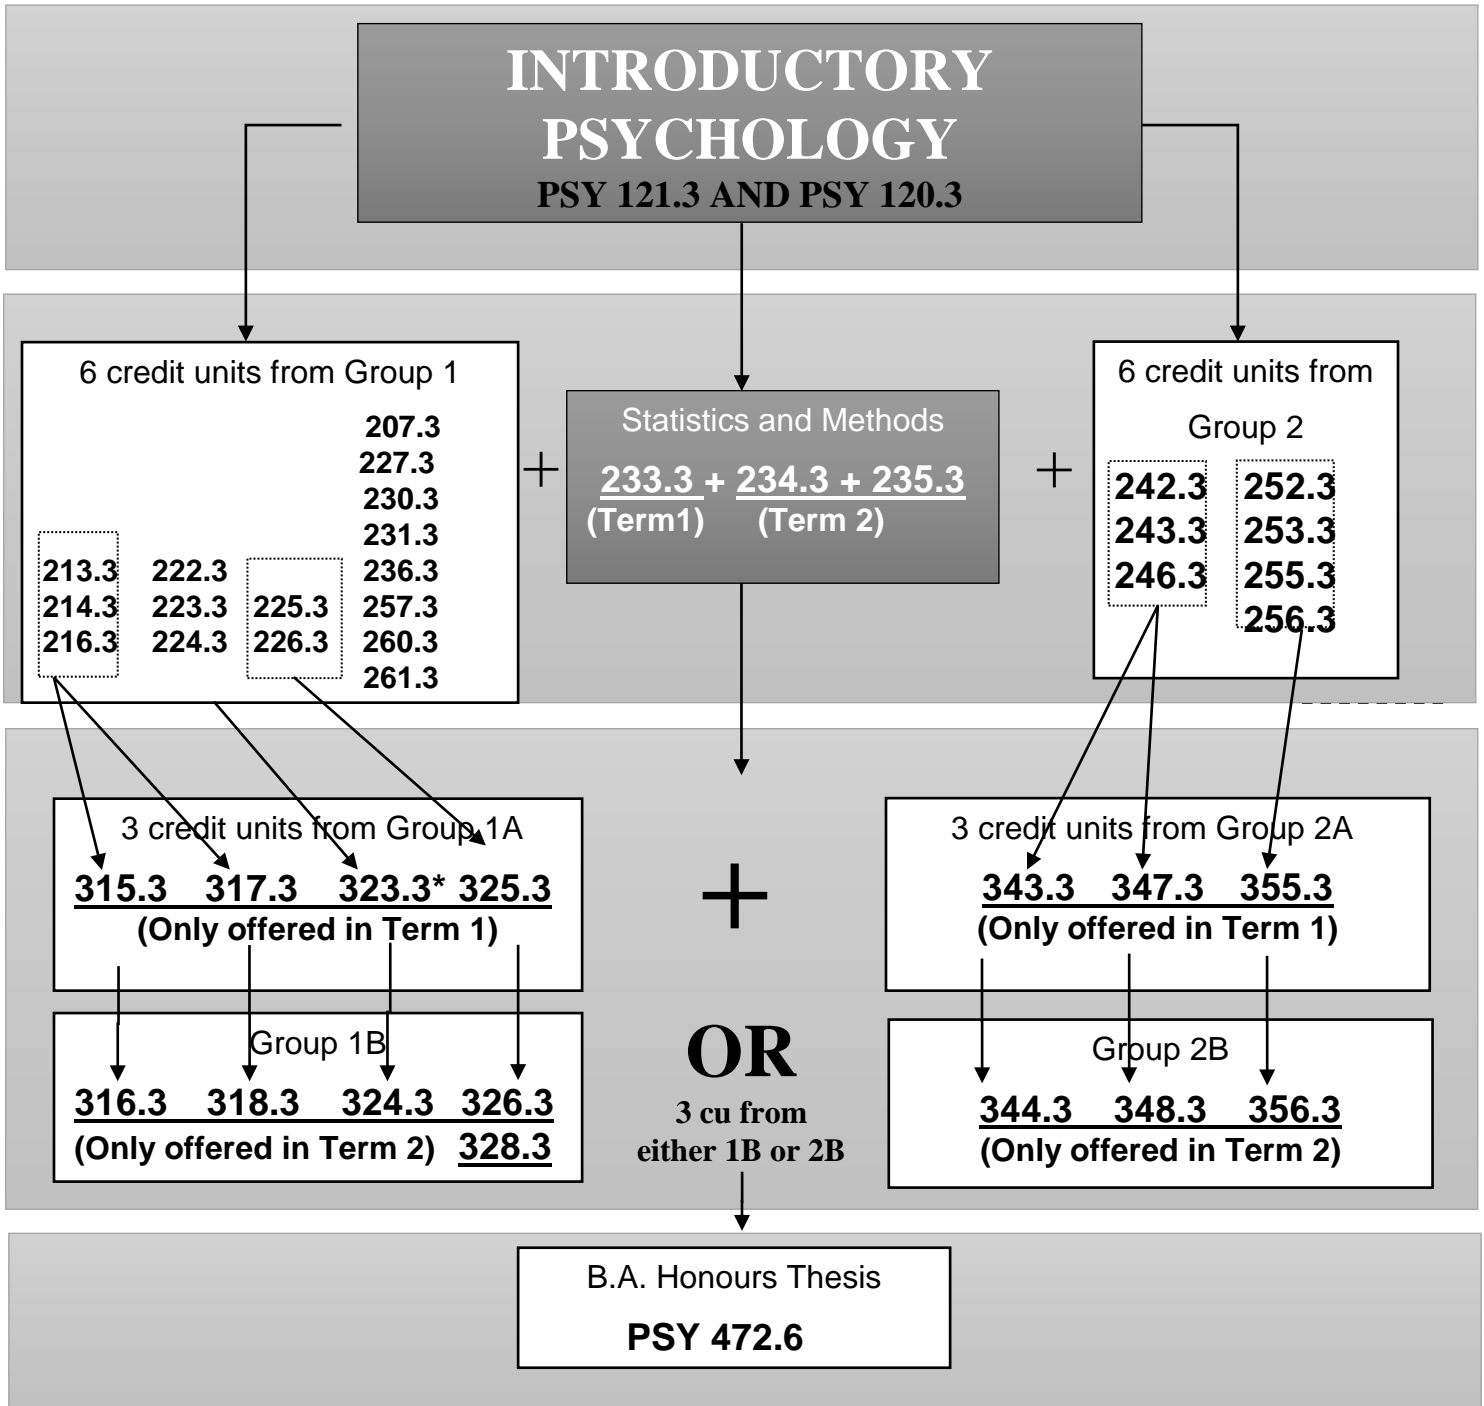 INTRODUCTORY
PSYCHOLOGY
PSY 121.3 AND PSY 120.3
6 credit units from Group 1
207.3
227.3
230.3
231.3
213.3 222.3 236.3
214.3 223.3 225.3 257.3
216.3 224.3 226.3 260.3
261.3
+
Statistics and Methods
233.3 + 234.3 + 235.3
(Term1) (Term 2)
+
6 credit units from
Group 2
242.3 252.3
243.3 253.3
246.3 255.3
256.3
3 credit units from Group 1A
315.3 317.3 323.3* 325.3
(Only offered in Term 1)
+
3 credit units from Group 2A
343.3 347.3 355.3
(Only offered in Term 1)
Group 1B
316.3 318.3 324.3 326.3
(Only offered in Term 2) 328.3
OR
3 cu from
either 1B or 2B
Group 2B
344.3 348.3 356.3
(Only offered in Term 2)
B.A. Honours Thesis
PSY 472.6